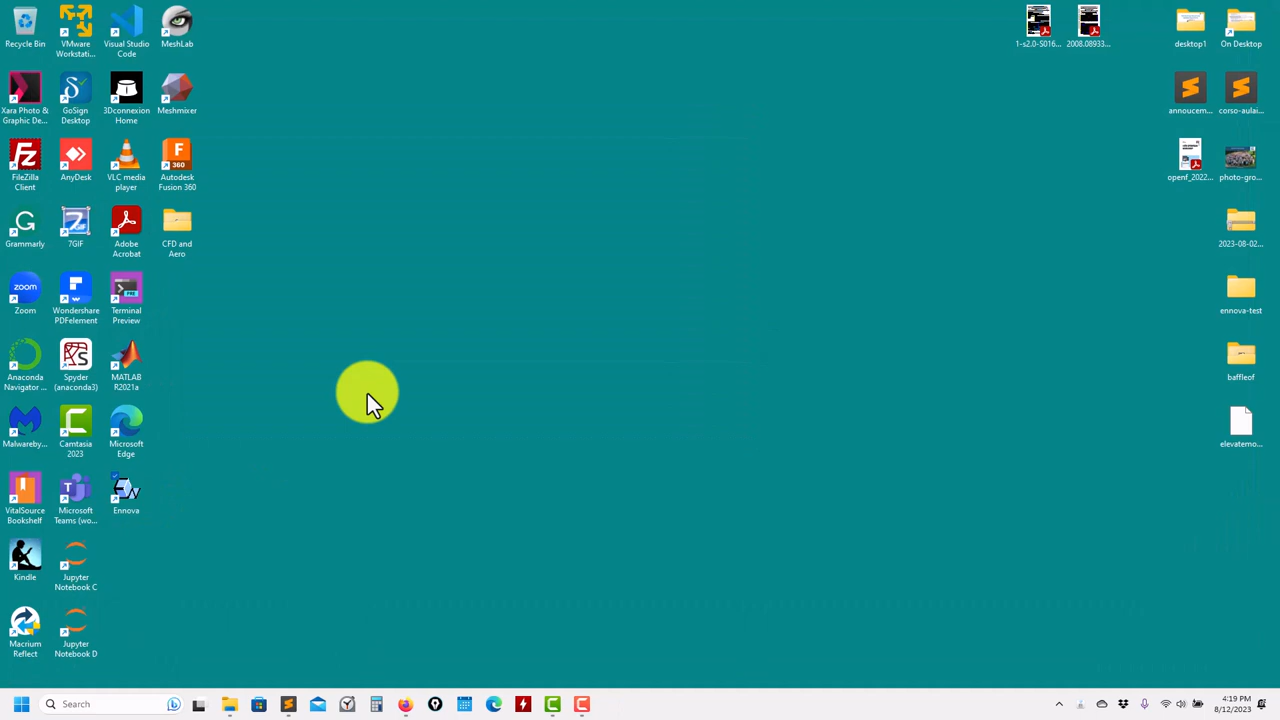 Recycle Bin
VMware
Workstati...
Visual Studio
Code
MeshLab
1-s2.0-S016...
2008.08933...
desktop1
On Desktop
Xara Photo &
Graphic De...
GoSign
Desktop
3Dconnexion
Home
Meshmixer
annoucem...
corso-aulai...
FileZilla
Client
AnyDesk
VLC media
player
Autodesk
Fusion 360
openf_2022...
photo-gro...
Grammarly
7GIF
Adobe
Acrobat
CFD and
Aero
2023-08-02...
Zoom
Wondershare
PDFelement
Terminal
Preview
ennova-test
Anaconda
Navigator ...
Spyder
(anaconda3)
MATLAB
R2021a
baffleof
Malwareby...
Camtasia
2023
Microsoft
Edge
elevatemo...
VitalSource
Bookshelf
Microsoft
Teams (wo...
Ennova
Kindle
Jupyter
Notebook C
Macrium
Reflect
Jupyter
Notebook D
Search
4:19 PM
8/12/2023